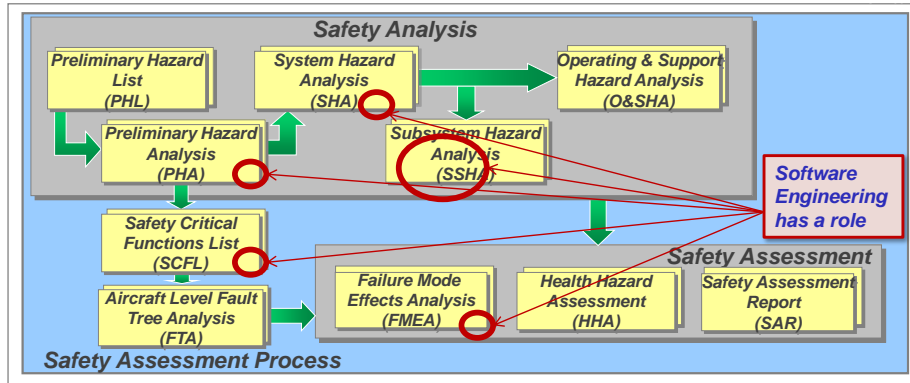 Safety Analysis
Preliminary Hazard
List
(PHL)
System Hazard
Analysis
(SHA)
Operating & Support
Hazard Analysis
(O&SHA)
Preliminary Hazard
Analysis
(PHA)
Subsystem Hazard
Analysis
(SSHA)
Software
Engineering
has a role
Safety Critical
Functions List
(SCFL)
Safety Assessment
Failure Mode
Effects Analysis
(FMEA)
Health Hazard
Assessment
(HHA)
Safety Assessment
Report
(SAR)
Aircraft Level Fault
Tree Analysis
(FTA)
Safety Assessment Process